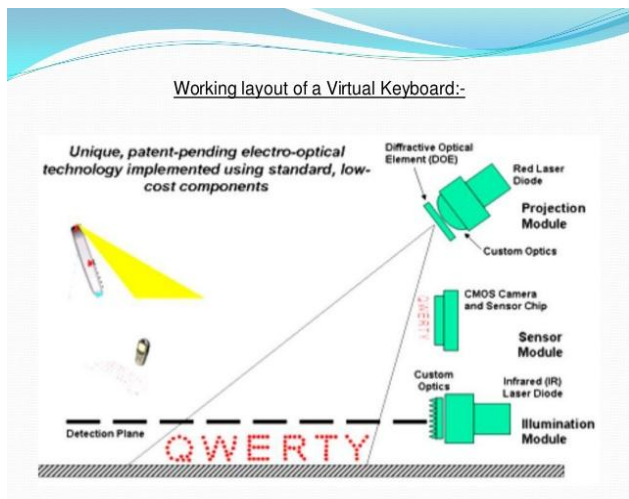 Working layout of a Virtual Keyboard:-
Unique, patent-pending electro-optical
technology implemented using standard, low-
cost components
Diffractive Optical
Element (DOE)
Red Laser
Diode
Projection
Module
Custom Optics
CMOS Camera
and Sensor Chip
QWERTY
Sensor
Module
Custom
Optics
Infrared (IR)
Laser Diode
Illumination
Module
Detection Plane
QWERTY